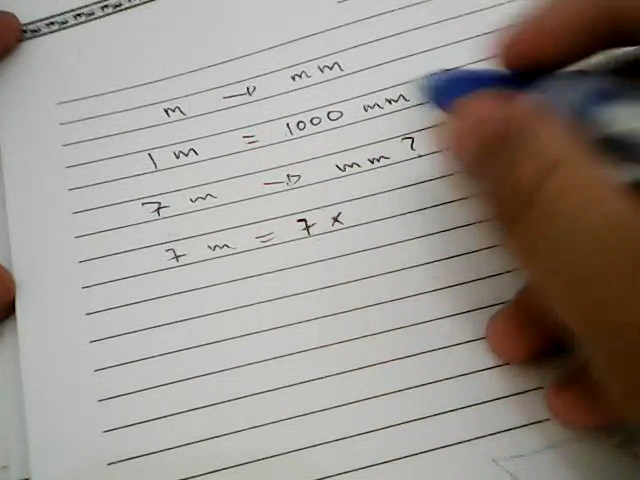 m → mm
1 m = 1000 mm
7 m → mm ?
7 m = 7 x